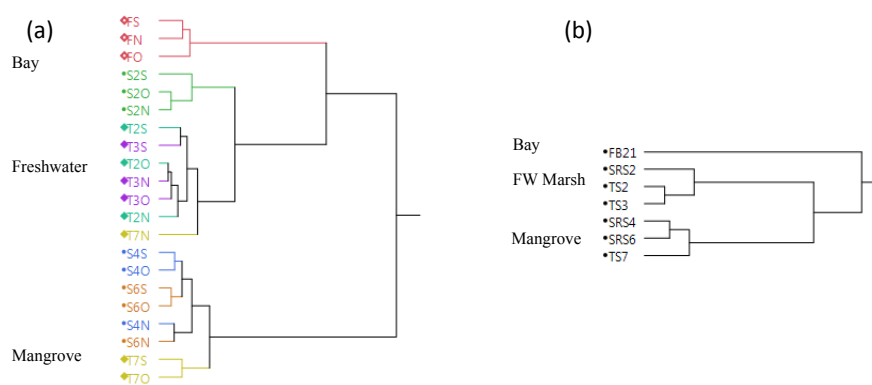 (a)
Bay
Freshwater
Mangrove
FS
FN
FO
S2S
S2O
S2N
T2S
T3S
T2O
T3N
T3O
T2N
T7N
S4S
S4O
S6S
S6O
S4N
S6N
T7S
T7O
(b)
Bay
FW Marsh
Mangrove
FB21
SRS2
TS2
TS3
SRS4
SRS6
TS7